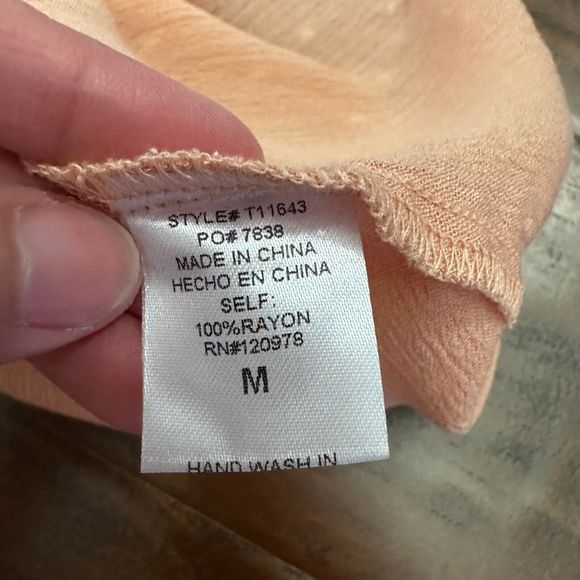 STYLE# T11643
PO# 7838
MADE IN CHINA
HECHO EN CHINA
SELF:
100%RAYON
RN#120978
M
HAND WASH IN